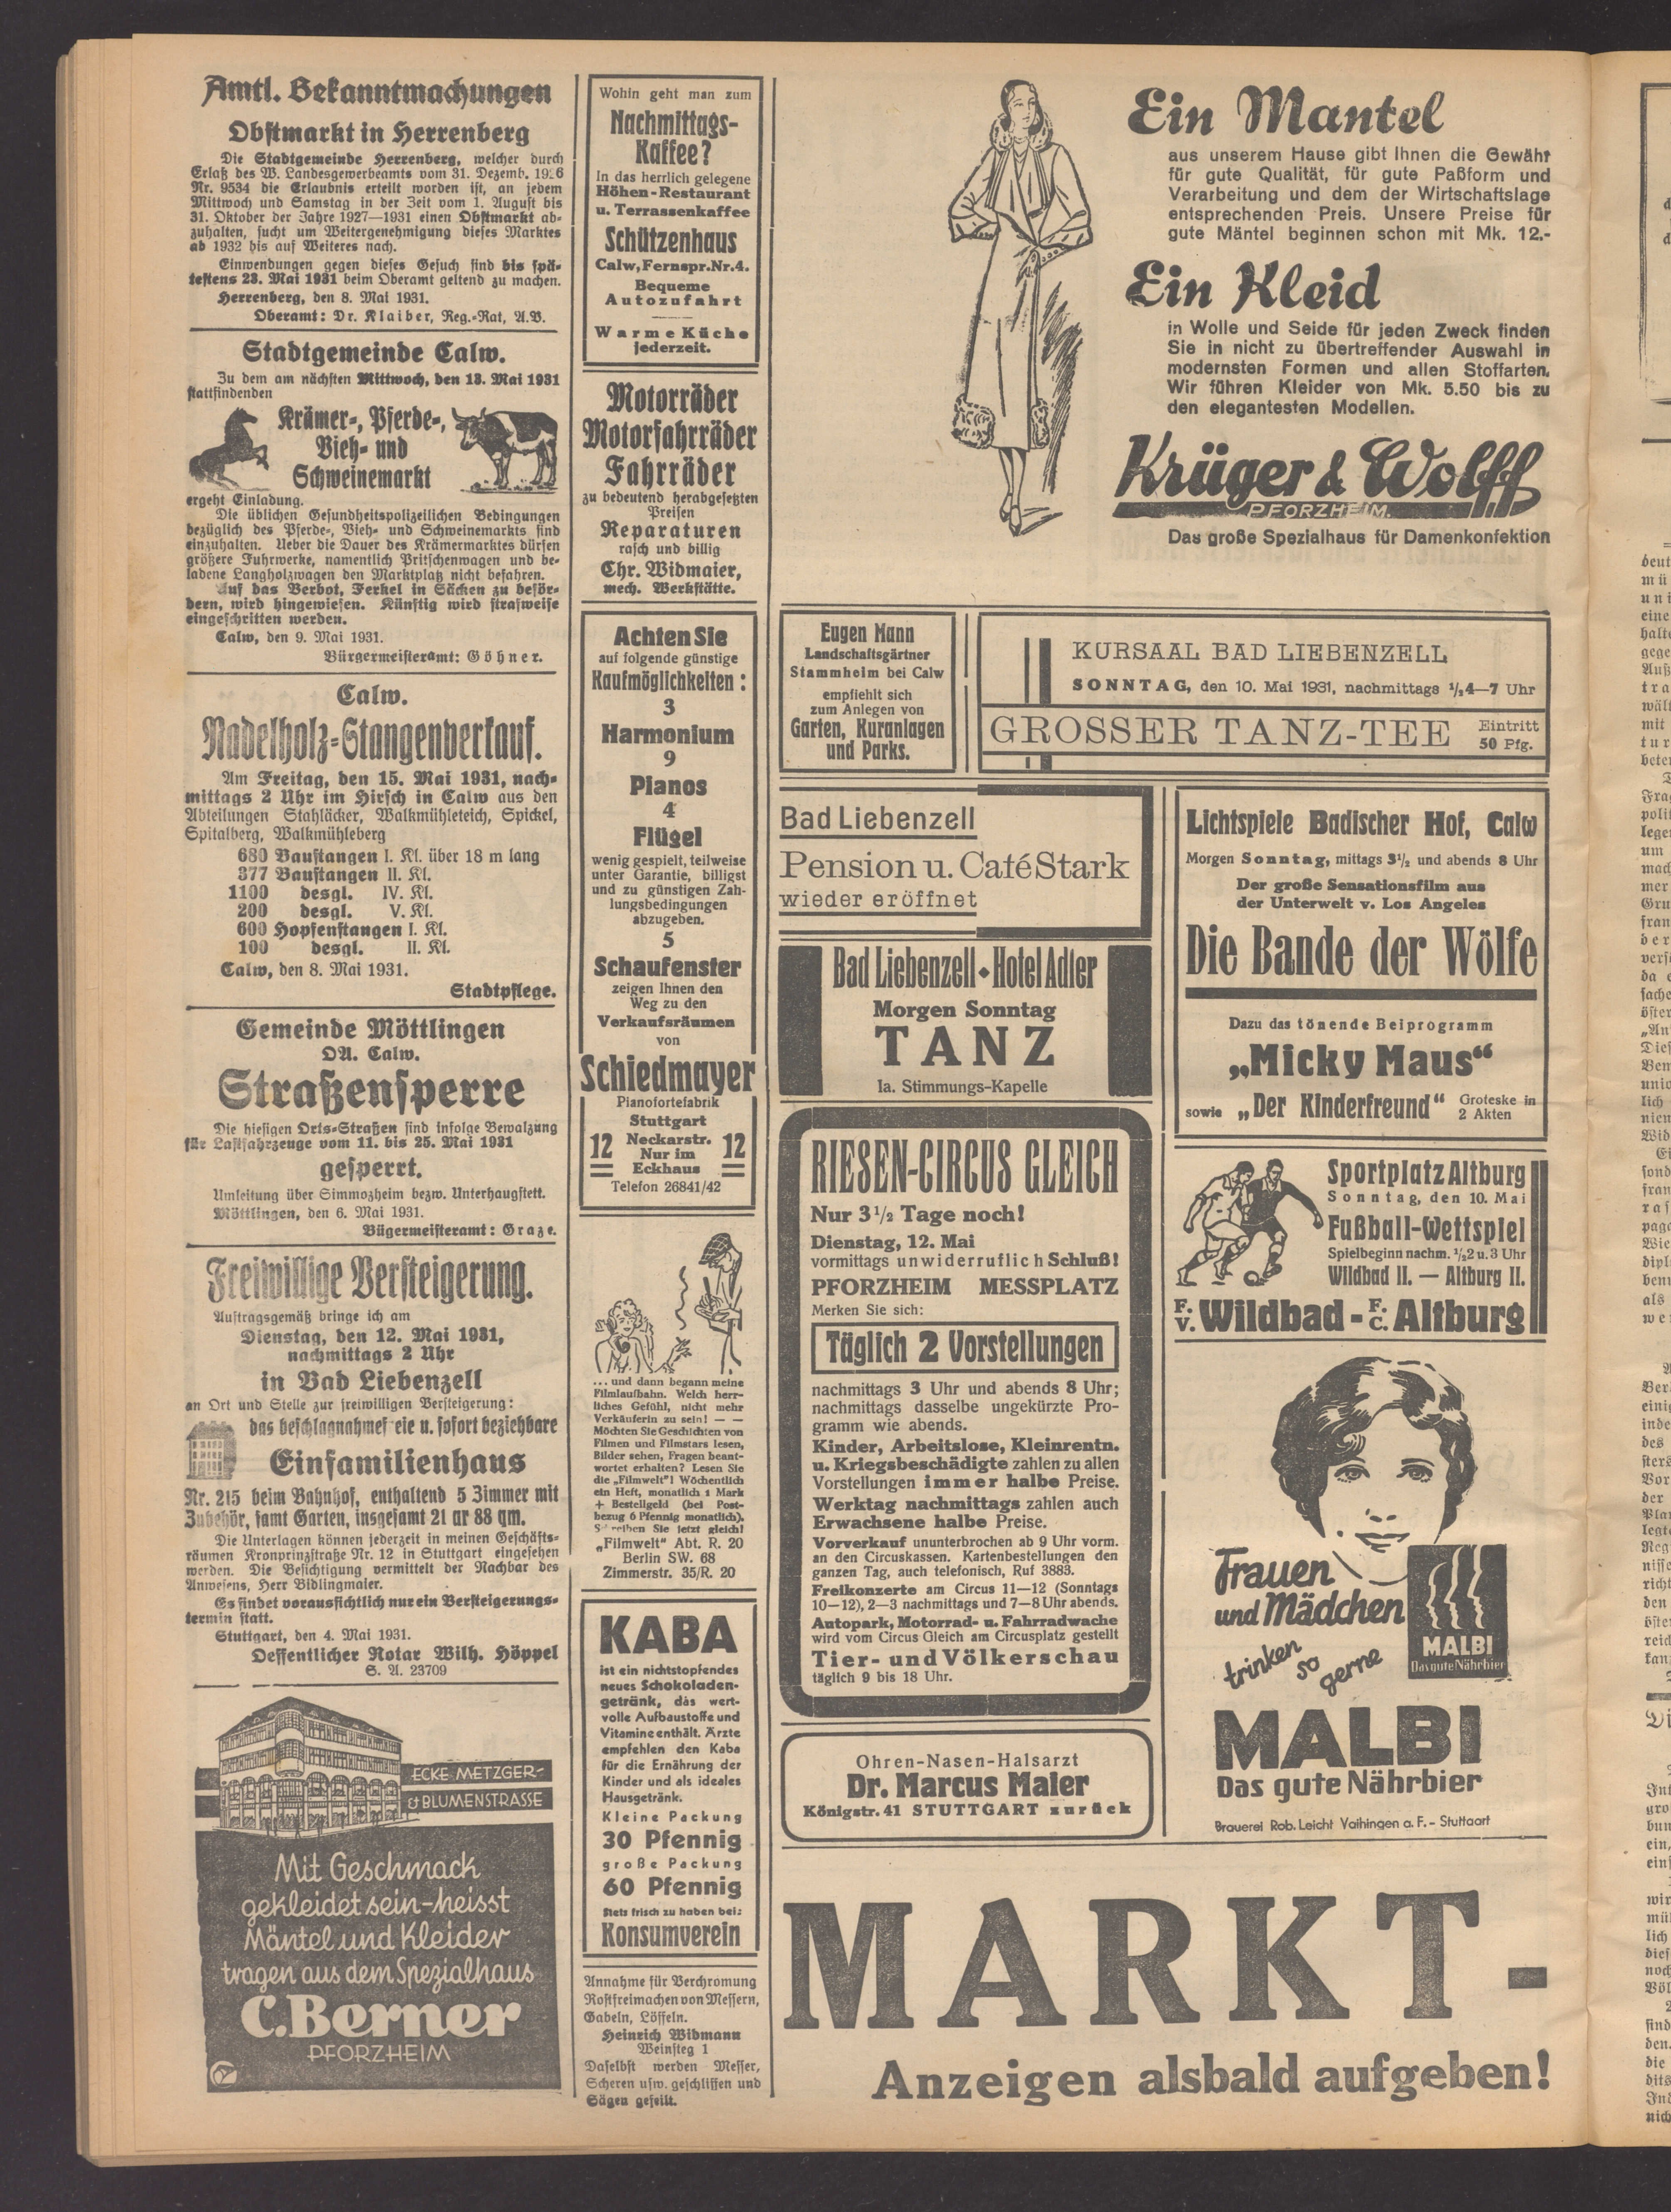 Amtl. Bekanntmachungen
Obstmarkt in Herrenberg
Die Stadtgemeinde Herrenberg, welcher durch
Erlaß des W. Landesgewerbeamts vom 31. Dezemb. 1926
Nr. 9534 die Erlaubnis erteilt worden ist, an jedem
Mittwoch und Samstag in der Zeit vom 1. August bis
31. Oktober der Jahre 1927—1931 einen Obstmarkt ab-
zuhalten, sucht um Weitergenehmigung dieses Marktes
ab 1932 bis auf Weiteres nach.
Einwendungen gegen dieses Gesuch sind bis spä-
testens 23. Mai 1931 beim Oberamt geltend zu machen.
Herrenberg, den 8. Mai 1931.
Oberamt: Dr. Klaiber, Reg.-Rat, A.V.
Stadtgemeinde Calw.
Zu dem am nächsten Mittwoch, den 13. Mai 1931
stattfindenden
Krämer-, Pferde-,
Vieh- und
Schweinemarkt
ergeht Einladung.
Die üblichen Gesundheitspolizeilichen Bedingungen
bezüglich des Pferde-, Vieh- und Schweinemarkts sind
einzuhalten. Ueber die Dauer des Krämermarktes dürfen
größere Fuhrwerke, namentlich Pritschenwagen und be-
ladene Langholzwagen den Marktplatz nicht befahren.
Auf das Verbot, Ferkel in Säcken zu beför-
dern, wird hingewiesen. Künftig wird strafweise
eingeschritten werden.
Calw, den 9. Mai 1931.
Bürgermeisteramt: Göhner.
Calw.
Nadelholz-Stangenverkauf.
Am Freitag, den 15. Mai 1931, nach-
mittags 2 Uhr im Hirsch in Calw aus den
Abteilungen Stahläcker, Walkmühleteich, Spickel,
Spitalberg, Walkmühleberg
680 Baustangen I. Kl. über 18 m lang
377 Baustangen II. Kl.
1100 desgl. IV. Kl.
200 desgl. V. Kl.
600 Hopfenstangen I. Kl.
100 desgl. II. Kl.
Calw, den 8. Mai 1931.
Stadtpflege.
Gemeinde Möttlingen
OA. Calw.
Straßensperre
Die hiesigen Orts-Straßen sind infolge Bewalzung
für Lastfahrzeuge vom 11. bis 25. Mai 1931
gesperrt.
Umleitung über Simmozheim bezw. Unterhaugstett.
Möttlingen, den 6. Mai 1931.
Bügermeisteramt: Graze.
Freiwillige Versteigerung.
Auftragsgemäß bringe ich am
Dienstag, den 12. Mai 1931,
nachmittags 2 Uhr
in Bad Liebenzell
an Ort und Stelle zur freiwilligen Versteigerung:
das beschlagnahmefreie u. sofort beziehbare
Einfamilienhaus
Nr. 215 beim Bahnhof, enthaltend 5 Zimmer mit
Zubehör, samt Garten, insgesamt 21 ar 88 qm.
Die Unterlagen können jederzeit in meinen Geschäfts-
räumen Kronprinzstraße Nr. 12 in Stuttgart eingesehen
werden. Die Besichtigung vermittelt der Nachbar des
Anwesens, Herr Bidlingmaier.
Es findet voraussichtlich nur ein Versteigerungs-
termin statt.
Stuttgart, den 4. Mai 1931.
Oeffentlicher Notar Wilh. Höppel
S. A. 23709
ECKE METZGER-
& BLUMENSTRASSE
Mit Geschmack
gekleidet sein-heisst
Mäntel und Kleider
tragen aus dem Spezialhaus
C. Berner
PFORZHEIM
Wohin geht man zum
Nachmittags-
Kaffee?
In das herrlich gelegene
Höhen-Restaurant
u. Terrassenkaffee
Schützenhaus
Calw, Fernspr. Nr. 4.
Bequeme
Autozufahrt
Warme Küche
jederzeit.
Motorräder
Motorfahrräder
Fahrräder
zu bedeutend herabgesetzten
Preisen
Reparaturen
rasch und billig
Chr. Widmaier,
mech. Werkstätte.
Achten Sie
auf folgende günstige
Kaufmöglichkeiten:
3
Harmonium
9
Pianos
4
Flügel
wenig gespielt, teilweise
unter Garantie, billigst
und zu günstigen Zah-
lungsbedingungen
abzugeben.
5
Schaufenster
zeigen Ihnen den
Weg zu den
Verkaufsräumen
von
Schiedmayer
Pianofortefabrik
Stuttgart
12 Neckarstr. 12
Nur im
Eckhaus
Telefon 26841/42
... und dann begann meine
Filmlaufbahn. Welch herr-
liches Gefühl, nicht mehr
Verkäuferin zu sein! — —
Möchten Sie Geschichten von
Filmen und Filmstars lesen,
Bilder sehen, Fragen beant-
wortet erhalten? Lesen Sie
die „Filmwelt“! Wöchentlich
ein Heft, monatlich 1 Mark
+ Bestellgeld (bei Post-
bezug 6 Pfennig monatlich).
Schreiben Sie jetzt gleich!
„Filmwelt“ Abt. R. 20
Berlin SW. 68
Zimmerstr. 35/R. 20
KABA
ist ein nichtstopfendes
neues Schokoladen-
getränk, das wert-
volle Aufbaustoffe und
Vitamine enthält. Ärzte
empfehlen den Kaba
für die Ernährung der
Kinder und als ideales
Hausgetränk.
Kleine Packung
30 Pfennig
große Packung
60 Pfennig
Stets frisch zu haben bei:
Konsumverein
Annahme für Verchromung
Rostfreimachen von Messern,
Gabeln, Löffeln.
Heinrich Widmann
Weinsteg 1
Daselbst werden Messer,
Scheren usw. geschliffen und
Sägen gefeilt.
Ein Mantel
aus unserem Hause gibt Ihnen die Gewähr
für gute Qualität, für gute Paßform und
Verarbeitung und dem der Wirtschaftslage
entsprechenden Preis. Unsere Preise für
gute Mäntel beginnen schon mit Mk. 12.-
Ein Kleid
in Wolle und Seide für jeden Zweck finden
Sie in nicht zu übertreffender Auswahl in
modernsten Formen und allen Stoffarten.
Wir führen Kleider von Mk. 5.50 bis zu
den elegantesten Modellen.
Krüger & Wolff
PFORZHEIM.
Das große Spezialhaus für Damenkonfektion
Eugen Mann
Landschaftsgärtner
Stammheim bei Calw
empfiehlt sich
zum Anlegen von
Garten, Kuranlagen
und Parks.
KURSAAL BAD LIEBENZELL
SONNTAG, den 10. Mai 1931, nachmittags ½4—7 Uhr
GROSSER TANZ-TEE
Eintritt
50 Pfg.
Bad Liebenzell
Pension u. Café Stark
wieder eröffnet
Bad Liebenzell • Hotel Adler
Morgen Sonntag
TANZ
Ia. Stimmungs-Kapelle
RIESEN-CIRCUS GLEICH
Nur 3½ Tage noch!
Dienstag, 12. Mai
vormittags unwiderruflich Schluß!
PFORZHEIM MESSPLATZ
Merken Sie sich:
Täglich 2 Vorstellungen
nachmittags 3 Uhr und abends 8 Uhr;
nachmittags dasselbe ungekürzte Pro-
gramm wie abends.
Kinder, Arbeitslose, Kleinrentn.
u. Kriegsbeschädigte zahlen zu allen
Vorstellungen immer halbe Preise.
Werktag nachmittags zahlen auch
Erwachsene halbe Preise.
Vorverkauf ununterbrochen ab 9 Uhr vorm.
an den Circuskassen. Kartenbestellungen den
ganzen Tag, auch telefonisch, Ruf 3883.
Freikonzerte am Circus 11—12 (Sonntags
10—12), 2—3 nachmittags und 7—8 Uhr abends.
Autopark, Motorrad- u. Fahrradwache
wird vom Circus Gleich am Circusplatz gestellt
Tier- und Völkerschau
täglich 9 bis 18 Uhr.
Ohren-Nasen-Halsarzt
Dr. Marcus Maier
Königstr. 41 STUTTGART zurück
Lichtspiele Badischer Hof, Calw
Morgen Sonntag, mittags 3½ und abends 8 Uhr
Der große Sensationsfilm aus
der Unterwelt v. Los Angeles
Die Bande der Wölfe
Dazu das tönende Beiprogramm
„Micky Maus“
sowie „Der Kinderfreund“ Groteske in
2 Akten
Sportplatz Altburg
Sonntag, den 10. Mai
Fußball-Wettspiel
Spielbeginn nachm. ½2 u. 3 Uhr
Wildbad II. — Altburg II.
F. V. Wildbad - F. C. Altburg
Frauen
und Mädchen
trinken
so
gerne
MALBI
Das gute Nährbier
MALBI
Das gute Nährbier
Brauerei Rob. Leicht Vaihingen a. F. - Stuttgart
MARKT-
Anzeigen alsbald aufgeben!